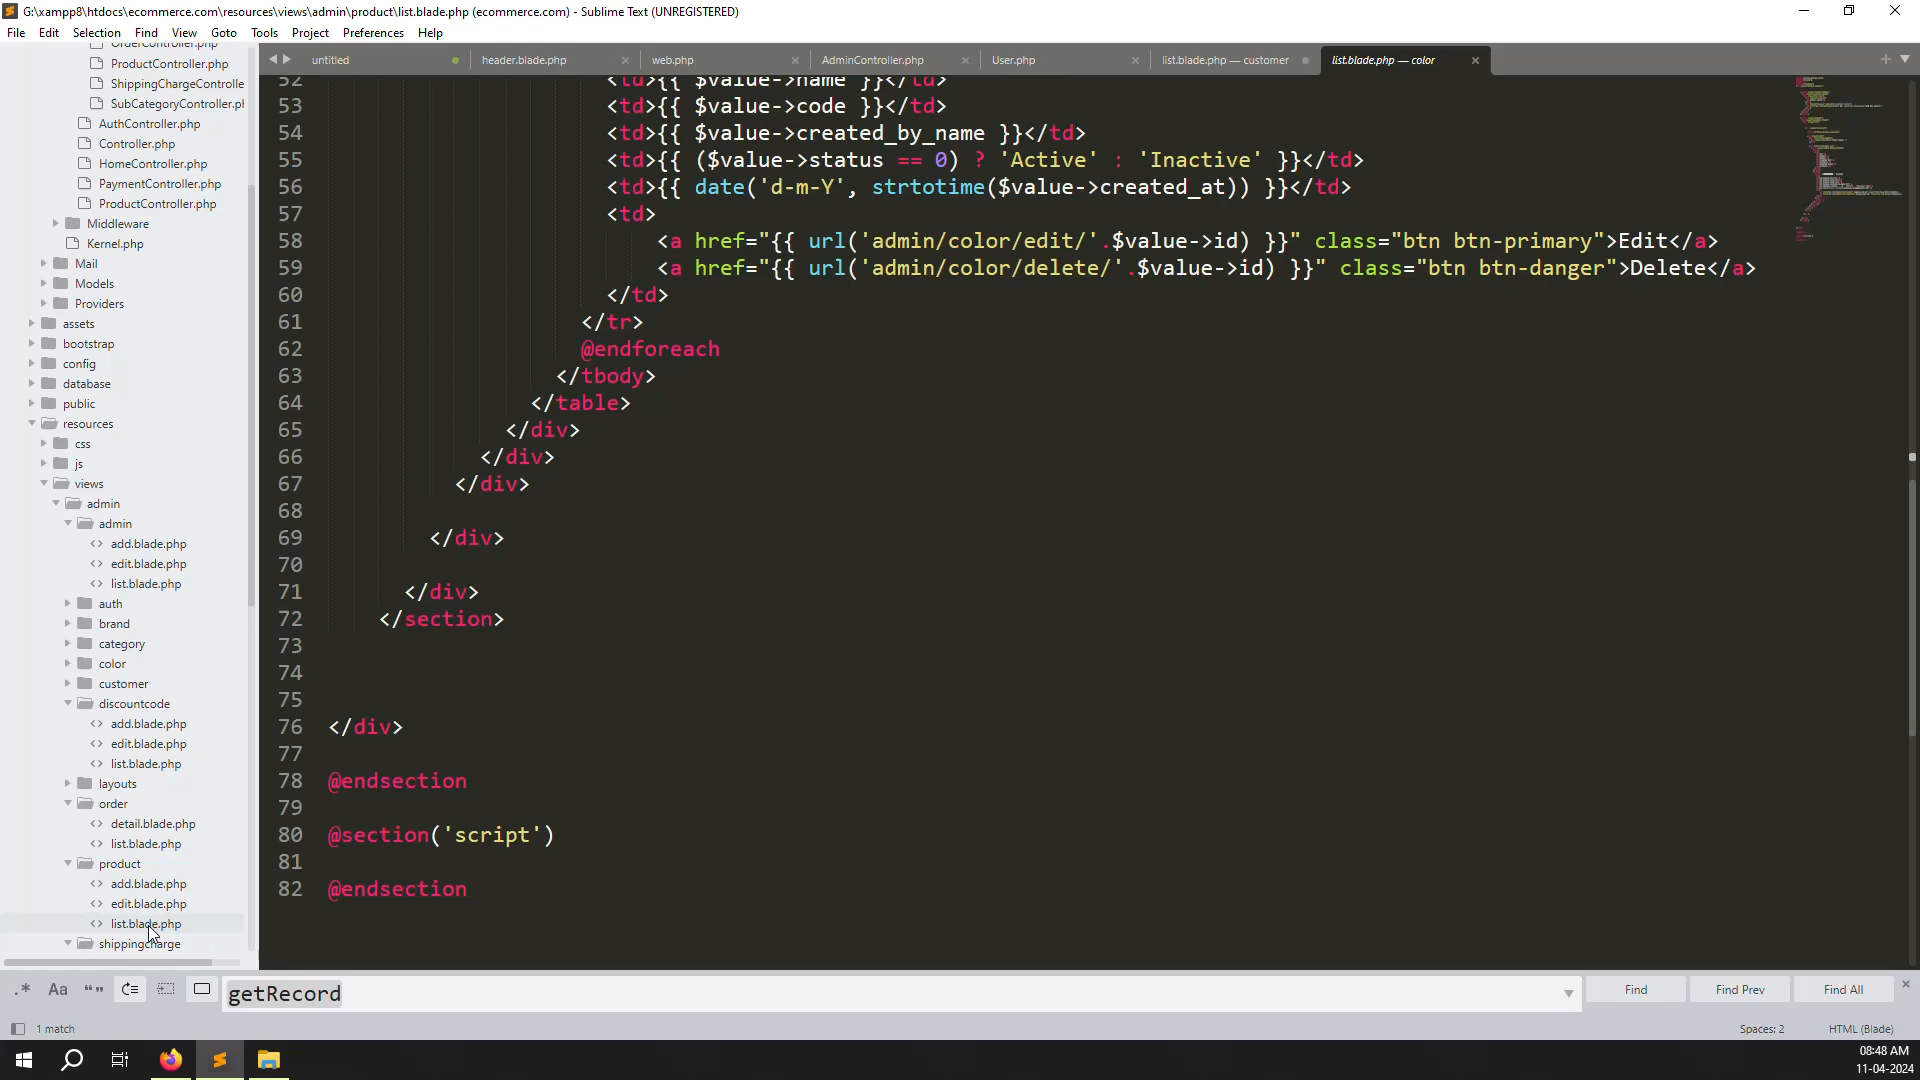 G:\xampp8\htdocs\ecommerce.com\resources\views\admin\product\list.blade.php (ecommerce.com) - Sublime Text (UNREGISTERED)
File Edit Selection Find View Goto Tools Project Preferences Help
OrderController.php
ProductController.php
ShippingChargeControlle
SubCategoryController.ph
AuthController.php
Controller.php
HomeController.php
PaymentController.php
ProductController.php
Middleware
Kernel.php
Mail
Models
Providers
assets
bootstrap
config
database
public
resources
css
js
views
admin
admin
add.blade.php
edit.blade.php
list.blade.php
auth
brand
category
color
customer
discountcode
add.blade.php
edit.blade.php
list.blade.php
layouts
order
detail.blade.php
list.blade.php
product
add.blade.php
edit.blade.php
list.blade.php
shippingcharge
untitled header.blade.php web.php AdminController.php User.php list.blade.php — customer list.blade.php — color
52 <td>{{ $value->name }}</td>
53 <td>{{ $value->code }}</td>
54 <td>{{ $value->created_by_name }}</td>
55 <td>{{ ($value->status == 0) ? 'Active' : 'Inactive' }}</td>
56 <td>{{ date('d-m-Y', strtotime($value->created_at)) }}</td>
57 <td>
58 <a href="{{ url('admin/color/edit/'.$value->id) }}" class="btn btn-primary">Edit</a>
59 <a href="{{ url('admin/color/delete/'.$value->id) }}" class="btn btn-danger">Delete</a>
60 </td>
61 </tr>
62 @endforeach
63 </tbody>
64 </table>
65 </div>
66 </div>
67 </div>
68
69 </div>
70
71 </div>
72 </section>
73
74
75
76 </div>
77
78 @endsection
79
80 @section('script')
81
82 @endsection
.* Aa “” getRecord Find Find Prev Find All
1 match Spaces: 2 HTML (Blade)
08:48 AM
11-04-2024